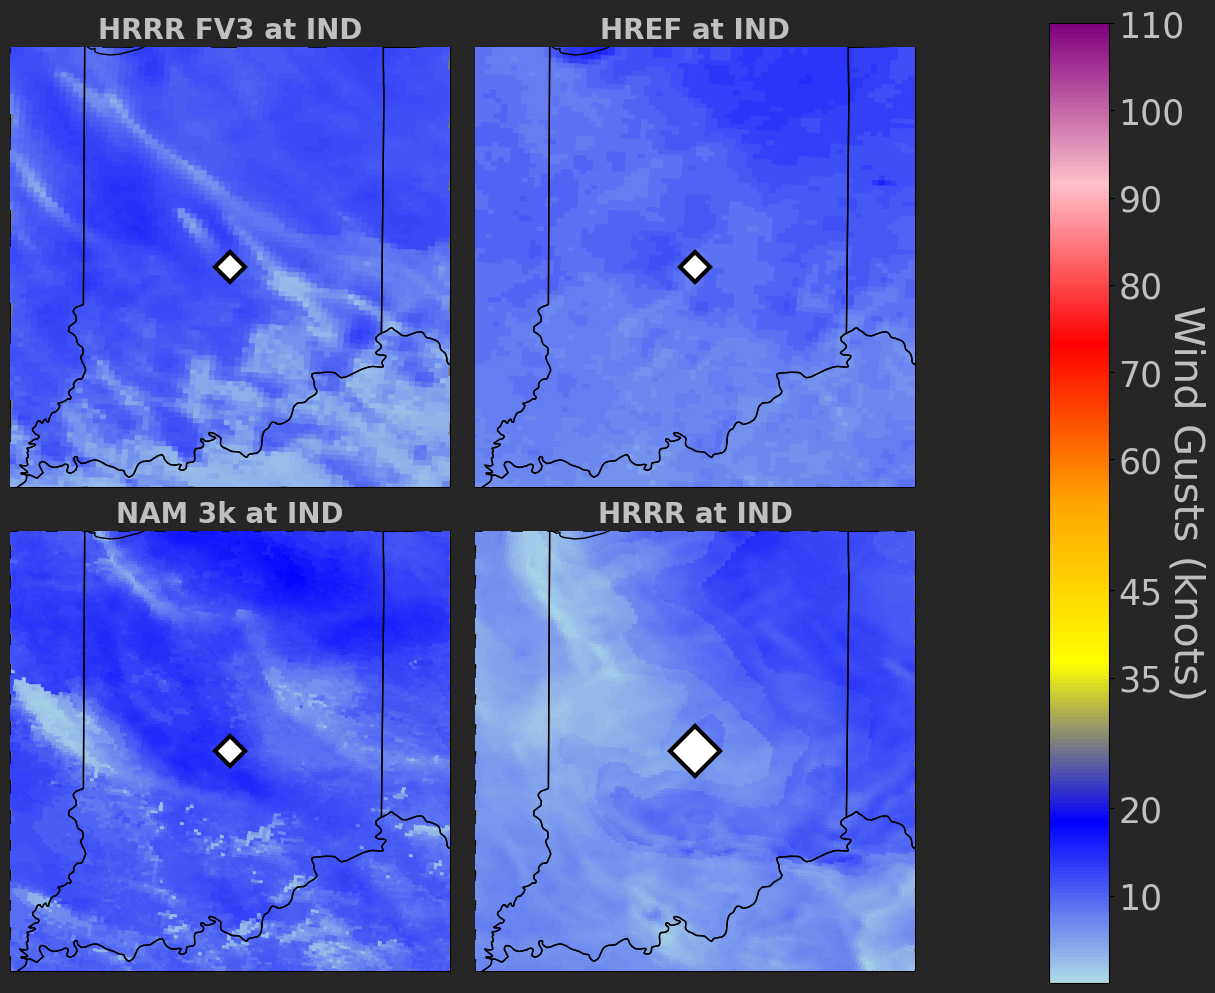 HRRR FV3 at IND
HREF at IND
NAM 3k at IND
HRRR at IND
110
100
90
80
70
60
45
35
20
10
Wind Gusts (knots)